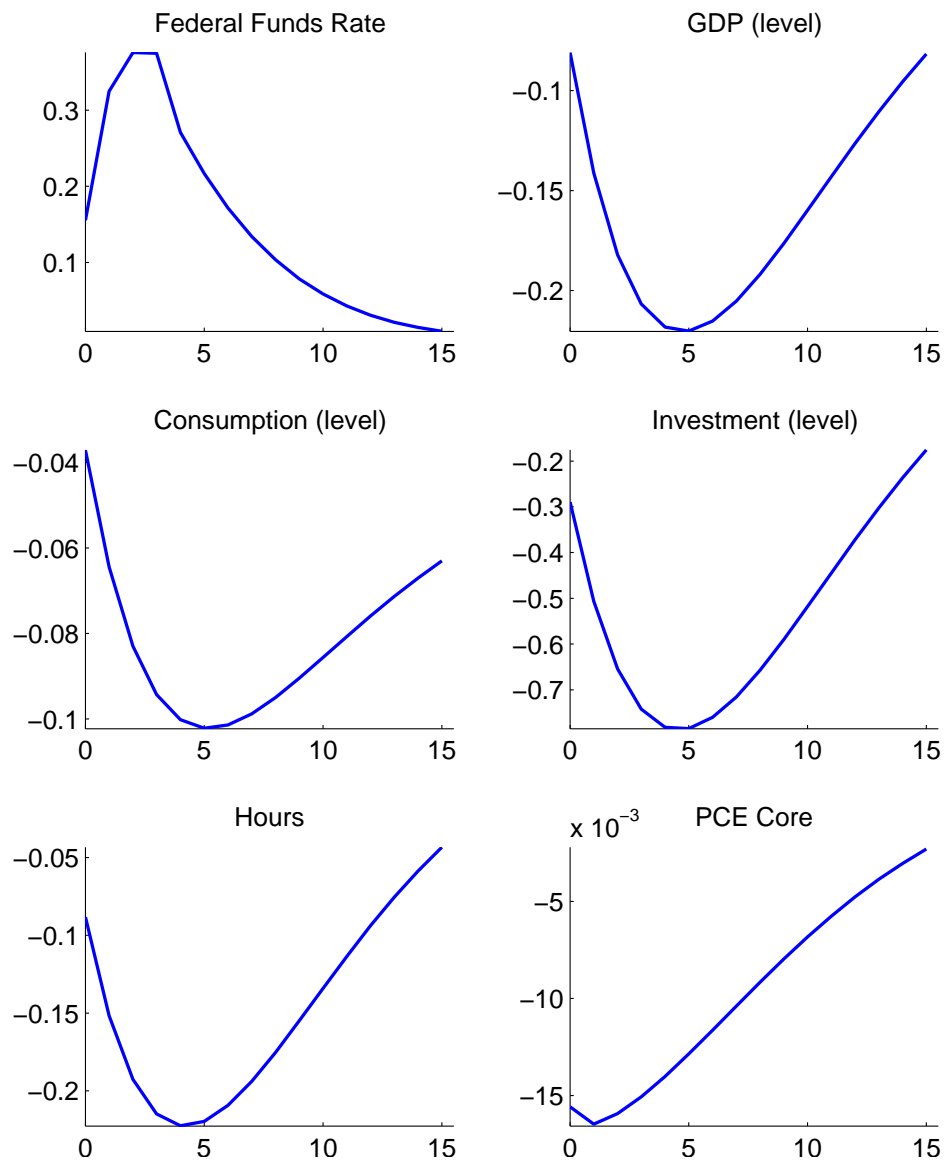 Federal Funds Rate
0.3
0.2
0.1
0 5 10 15
GDP (level)
−0.1
−0.15
−0.2
0 5 10 15
Consumption (level)
−0.04
−0.06
−0.08
−0.1
0 5 10 15
Investment (level)
−0.2
−0.3
−0.4
−0.5
−0.6
−0.7
0 5 10 15
Hours
−0.05
−0.1
−0.15
−0.2
0 5 10 15
x 10⁻³ PCE Core
−5
−10
−15
0 5 10 15